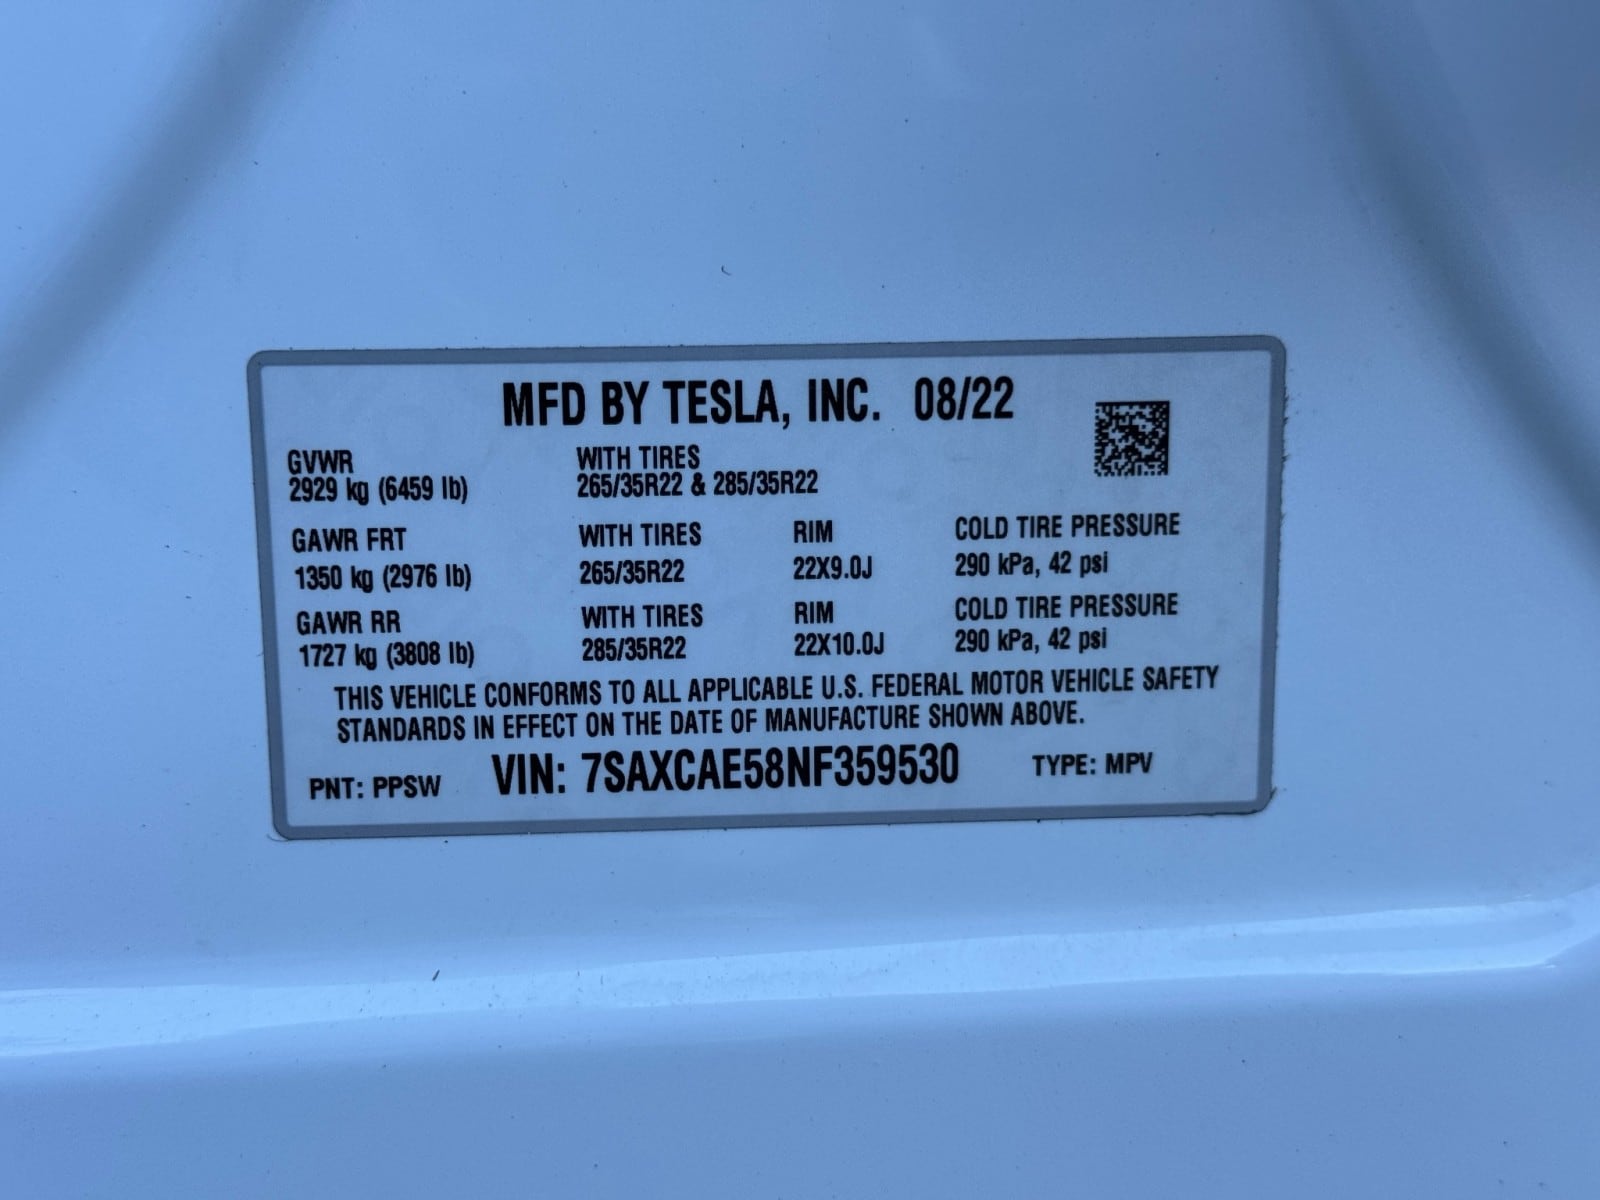 MFD BY TESLA, INC. 08/22
GVWR WITH TIRES
2929 kg (6459 lb) 265/35R22 & 285/35R22
GAWR FRT WITH TIRES RIM COLD TIRE PRESSURE
1350 kg (2976 lb) 265/35R22 22X9.0J 290 kPa, 42 psi
GAWR RR WITH TIRES RIM COLD TIRE PRESSURE
1727 kg (3808 lb) 285/35R22 22X10.0J 290 kPa, 42 psi
THIS VEHICLE CONFORMS TO ALL APPLICABLE U.S. FEDERAL MOTOR VEHICLE SAFETY
STANDARDS IN EFFECT ON THE DATE OF MANUFACTURE SHOWN ABOVE.
PNT: PPSW VIN: 7SAXCAE58NF359530 TYPE: MPV